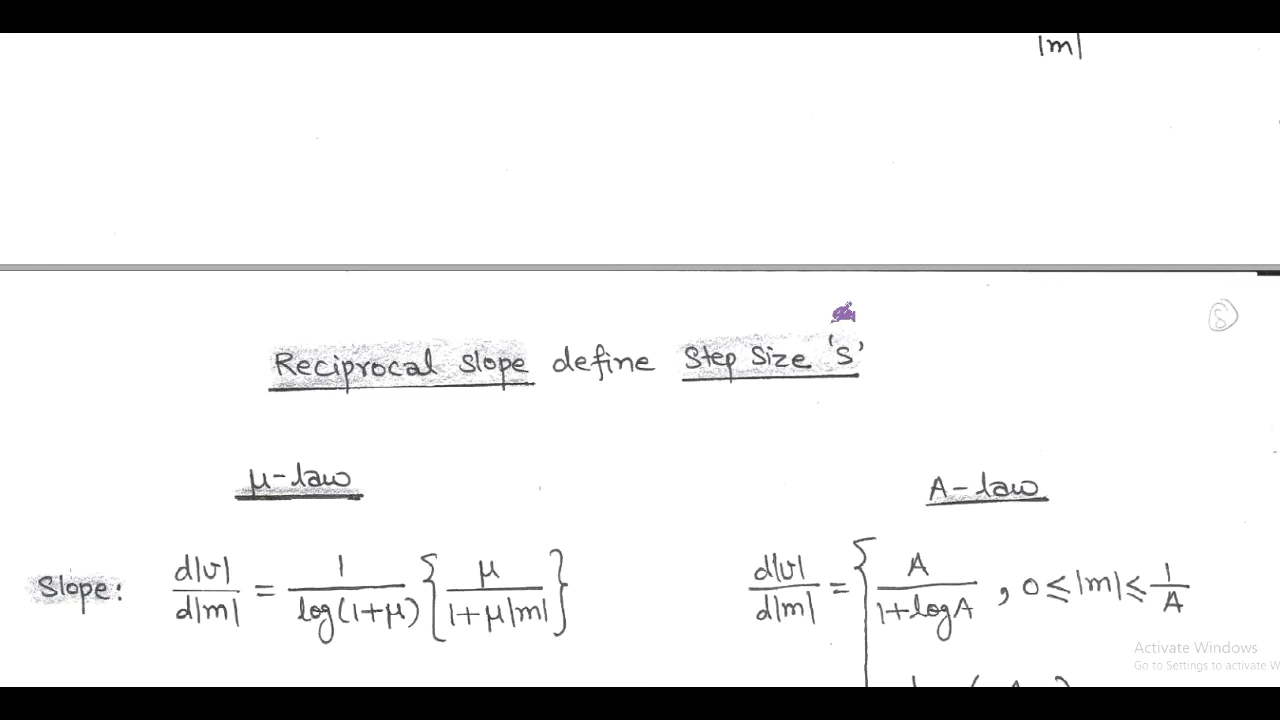 |m|
8
Reciprocal Slope define Step Size 's'
μ-law
A-law
Slope: d|v|/d|m| = 1/log(1+μ) { μ/1+μ|m| }
d|v|/d|m| = { A/1+logA , 0 ≤ |m| ≤ 1/A
Activate Windows
Go to Settings to activate W